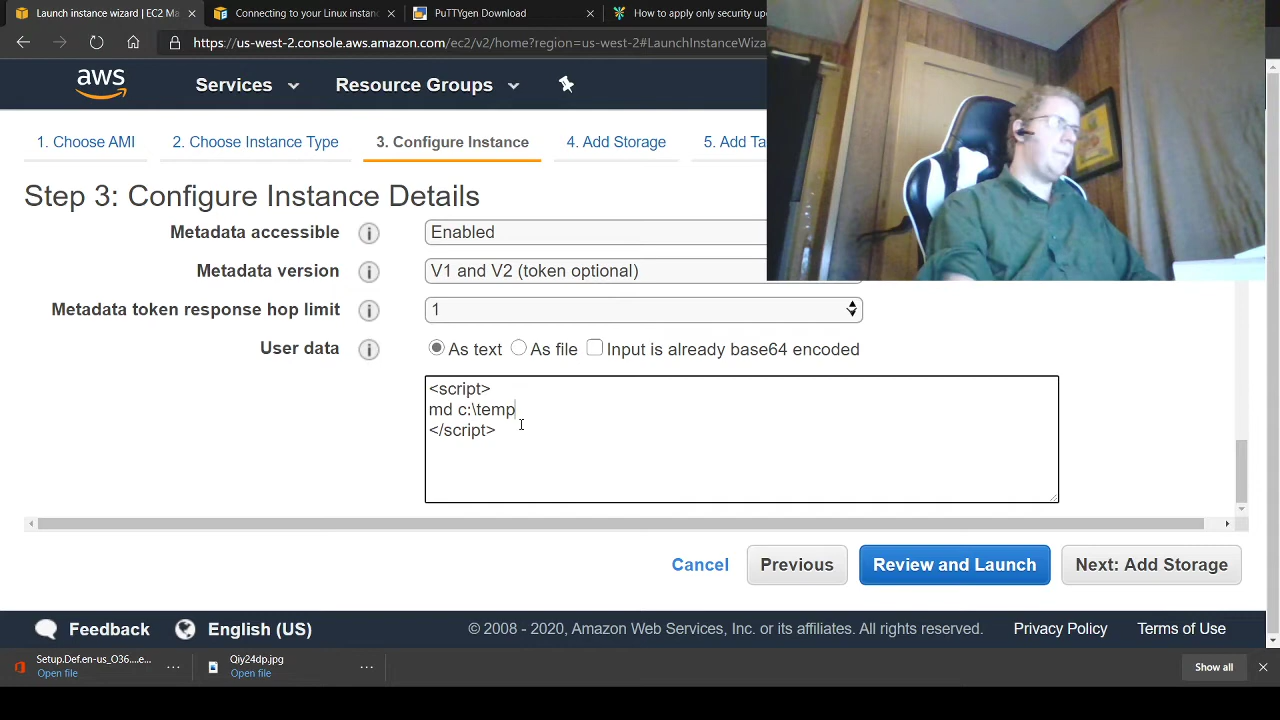 Launch instance wizard | EC2 Ma
Connecting to your Linux instanc
PuTTYgen Download
How to apply only security up
https://us-west-2.console.aws.amazon.com/ec2/v2/home?region=us-west-2#LaunchInstanceWiza
aws
Services
Resource Groups
1. Choose AMI
2. Choose Instance Type
3. Configure Instance
4. Add Storage
5. Add Ta
Step 3: Configure Instance Details
Metadata accessible
Enabled
Metadata version
V1 and V2 (token optional)
Metadata token response hop limit
1
User data
As text
As file
Input is already base64 encoded
<script>
md c:\temp
</script>
Cancel
Previous
Review and Launch
Next: Add Storage
Feedback
English (US)
© 2008 - 2020, Amazon Web Services, Inc. or its affiliates. All rights reserved.
Privacy Policy
Terms of Use
Setup.Def.en-us_O36....e...
Open file
Qiy24dp.jpg
Open file
Show all